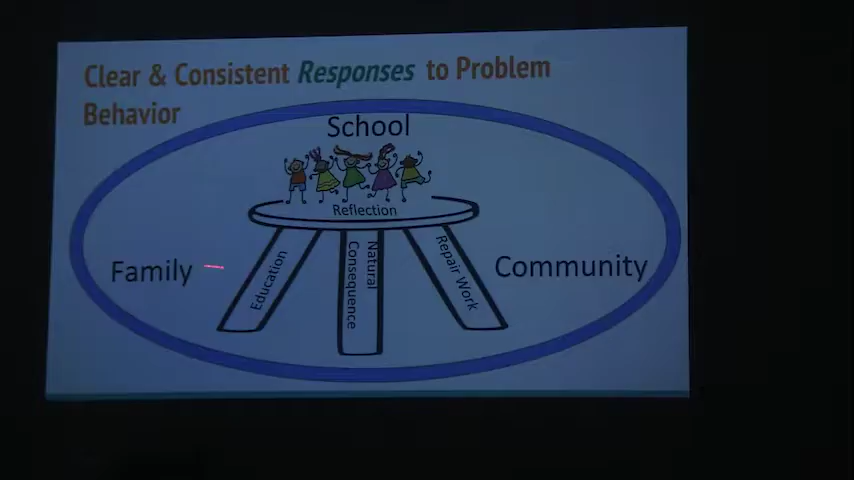 Clear & Consistent Responses to Problem
Behavior
School
Reflection
Family
Education
Natural
Consequence
Repair Work
Community